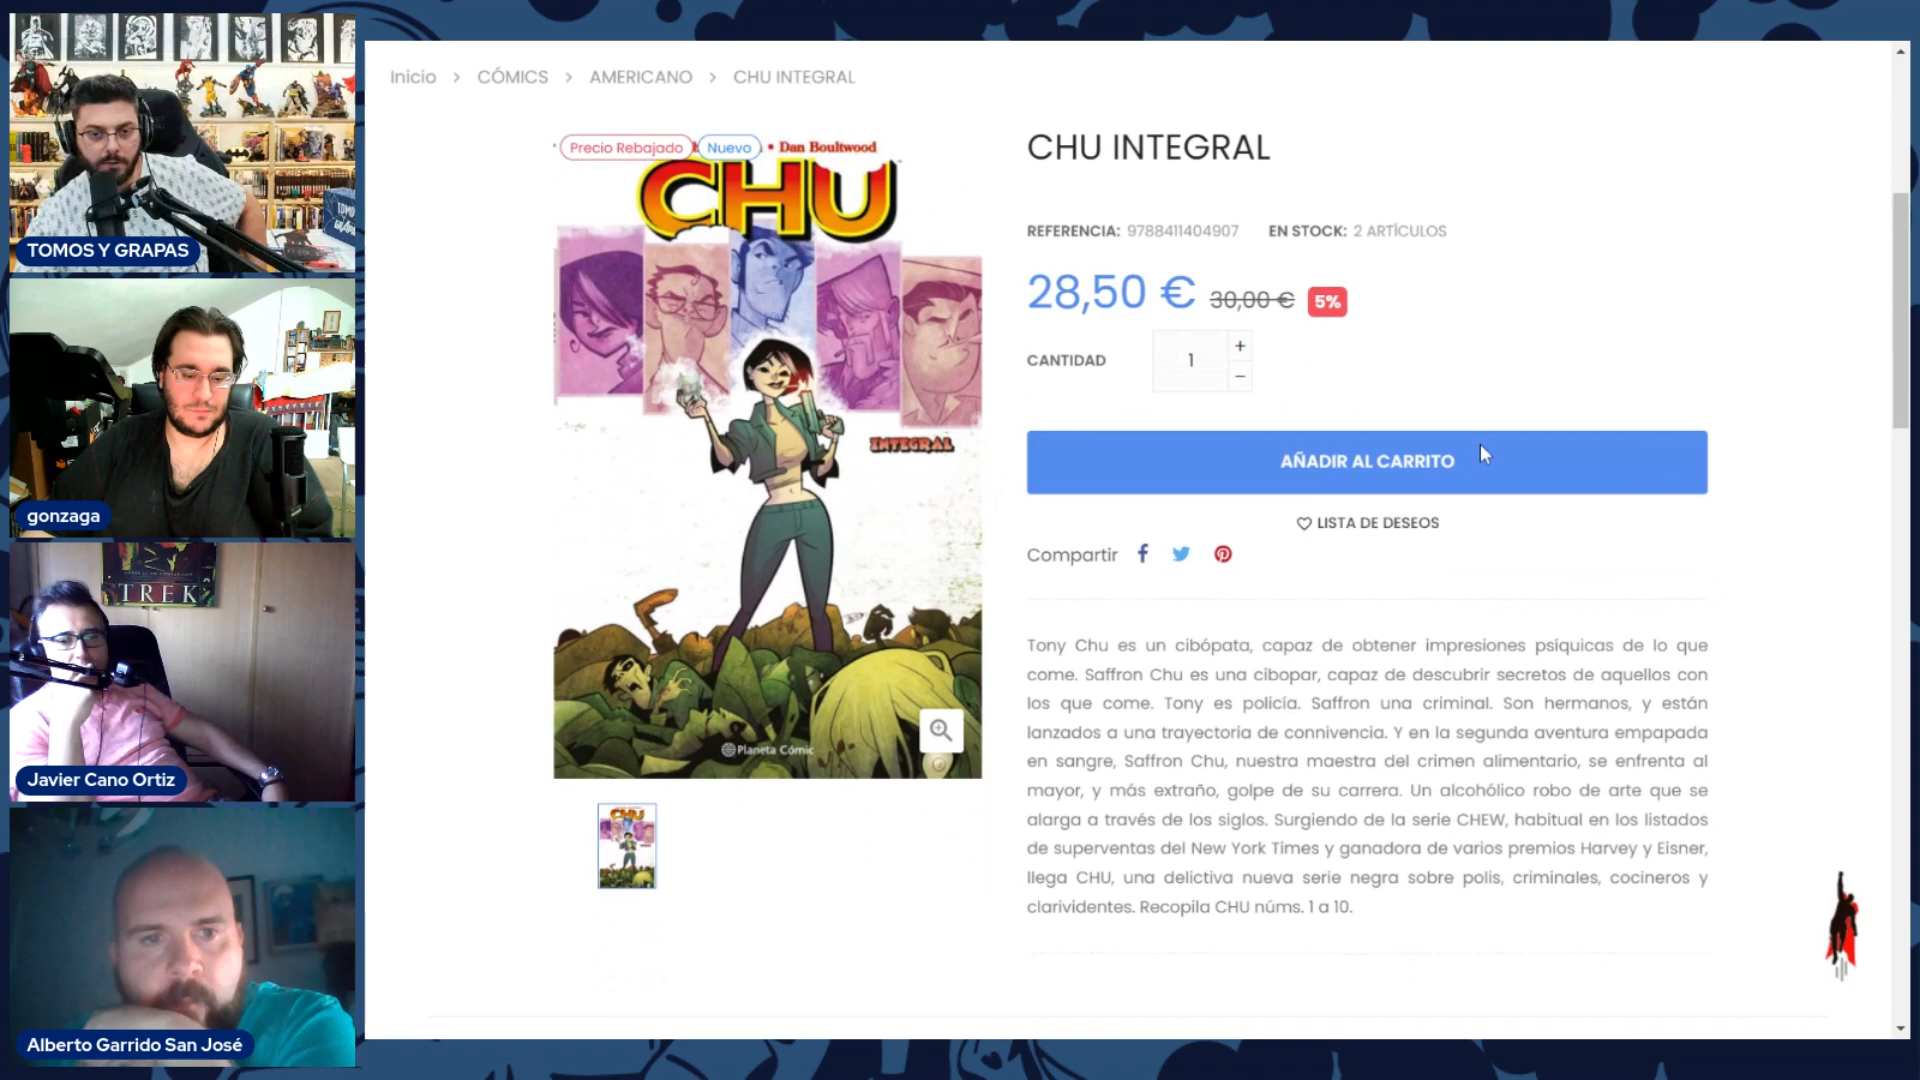 TOMOS Y GRAPAS
gonzaga
TREK
Javier Cano Ortiz
Alberto Garrido San José
Inicio > CÓMICS > AMERICANO > CHU INTEGRAL
Precio Rebajado
Nuevo
• Dan Boultwood
CHU
INTEGRAL
Planeta Cómic
CHU INTEGRAL
REFERENCIA: 9788411404907 EN STOCK: 2 ARTÍCULOS
28,50 € 30,00 € 5%
CANTIDAD 1 + −
AÑADIR AL CARRITO
LISTA DE DESEOS
Compartir
Tony Chu es un cibópata, capaz de obtener impresiones psíquicas de lo que
come. Saffron Chu es una cibopar, capaz de descubrir secretos de aquellos con
los que come. Tony es policía. Saffron una criminal. Son hermanos, y están
lanzados a una trayectoria de connivencia. Y en la segunda aventura empapada
en sangre, Saffron Chu, nuestra maestra del crimen alimentario, se enfrenta al
mayor, y más extraño, golpe de su carrera. Un alcohólico robo de arte que se
alarga a través de los siglos. Surgiendo de la serie CHEW, habitual en los listados
de superventas del New York Times y ganadora de varios premios Harvey y Eisner,
llega CHU, una delictiva nueva serie negra sobre polis, criminales, cocineros y
clarividentes. Recopila CHU núms. 1 a 10.